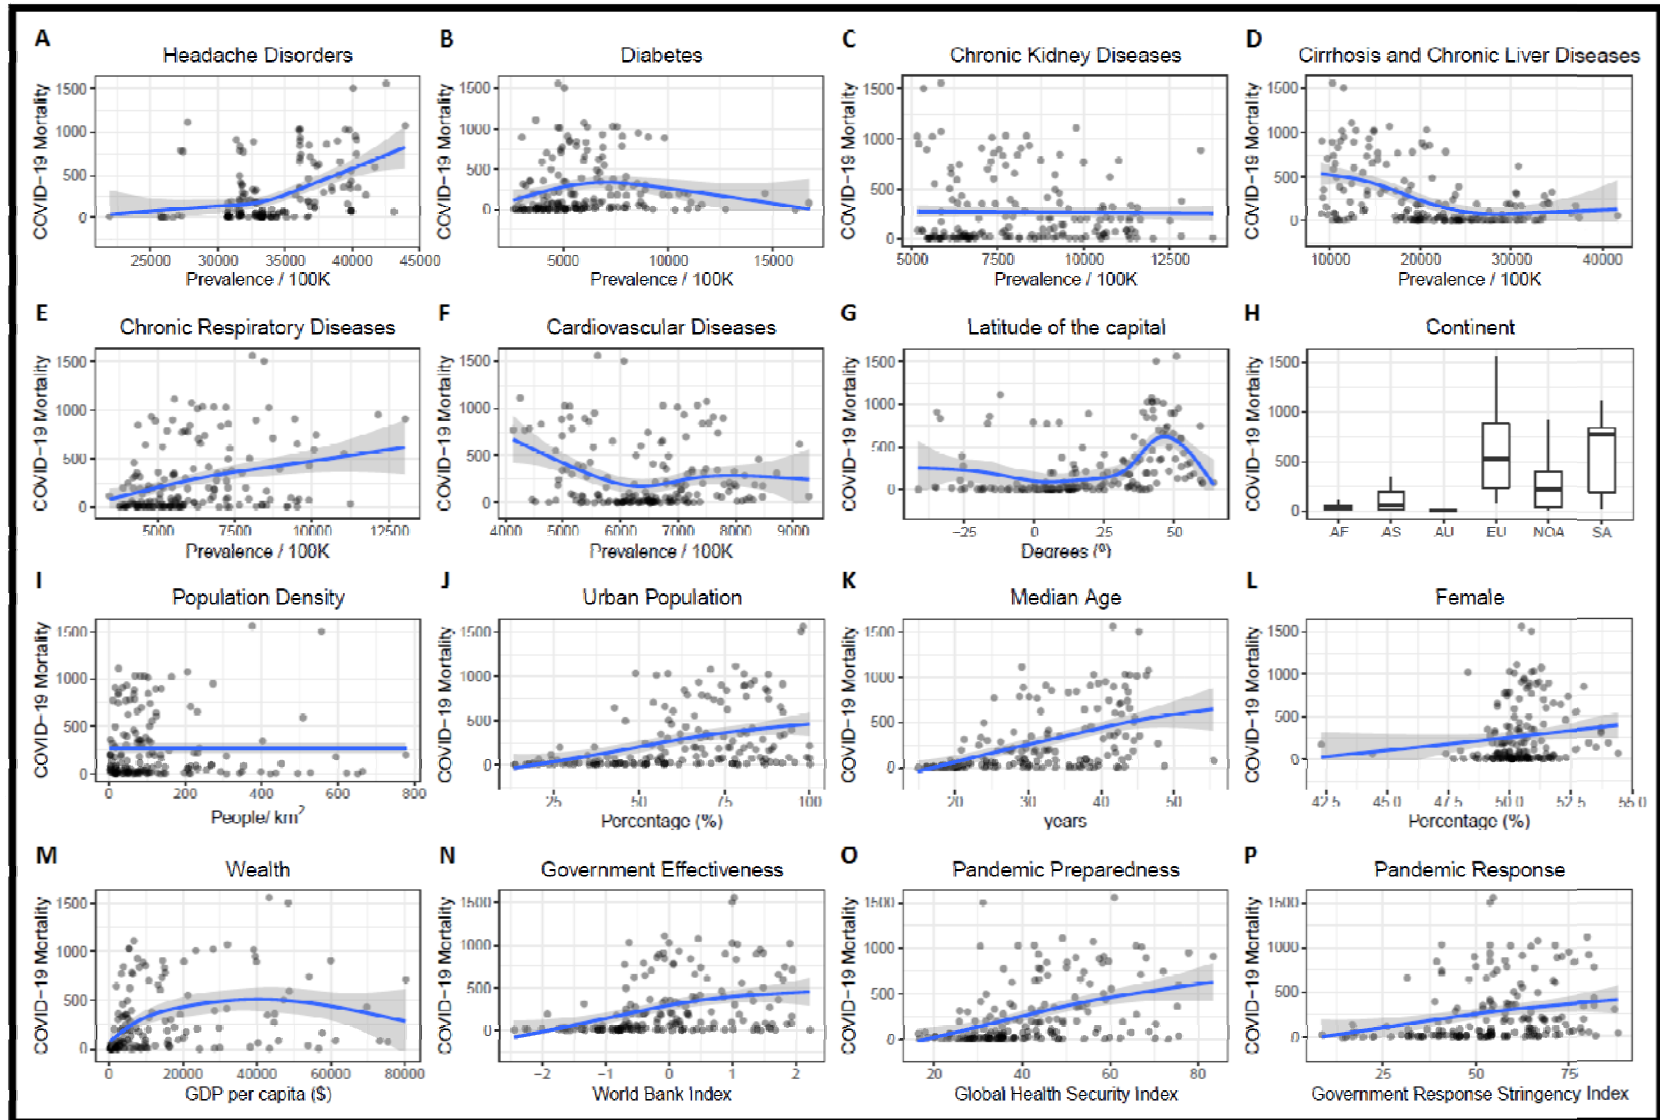 A B C D
Headache Disorders Diabetes Chronic Kidney Diseases Cirrhosis and Chronic Liver Diseases
COVID-19 Mortality COVID-19 Mortality COVID-19 Mortality COVID-19 Mortality
1500 1500 1500 1500
1000 1000 1000 1000
500 500 500 500
0 0 0 0
25000 30000 35000 40000 45000 5000 10000 15000 5000 7500 10000 12500 10000 20000 30000 40000
Prevalence / 100K Prevalence / 100K Prevalence / 100K Prevalence / 100K
E F G H
Chronic Respiratory Diseases Cardiovascular Diseases Latitude of the capital Continent
COVID-19 Mortality COVID-19 Mortality COVID-19 Mortality COVID-19 Mortality
1500 1500 1500 1500
1000 1000 1000 1000
500 500 500 500
0 0 0 0
5000 7500 10000 12500 4000 5000 6000 7000 8000 9000 -25 0 25 50 AF AS AU EU NOA SA
Prevalence / 100K Prevalence / 100K Degrees (º)
I J K L
Population Density Urban Population Median Age Female
COVID-19 Mortality COVID-19 Mortality COVID-19 Mortality COVID-19 Mortality
1500 1500 1500 1500
1000 1000 1000 1000
500 500 500 500
0 0 0 0
0 200 400 600 800 25 50 75 100 20 30 40 50 42.5 45.0 47.5 50.0 52.5 55.0
People/ km² Percentage (%) years Percentage (%)
M N O P
Wealth Government Effectiveness Pandemic Preparedness Pandemic Response
COVID-19 Mortality COVID-19 Mortality COVID-19 Mortality COVID-19 Mortality
1500 1500 1500 1500
1000 1000 1000 1000
500 500 500 500
0 0 0 0
0 20000 40000 60000 80000 -2 -1 0 1 2 20 40 60 80 25 50 75
GDP per capita ($) World Bank Index Global Health Security Index Government Response Stringency Index